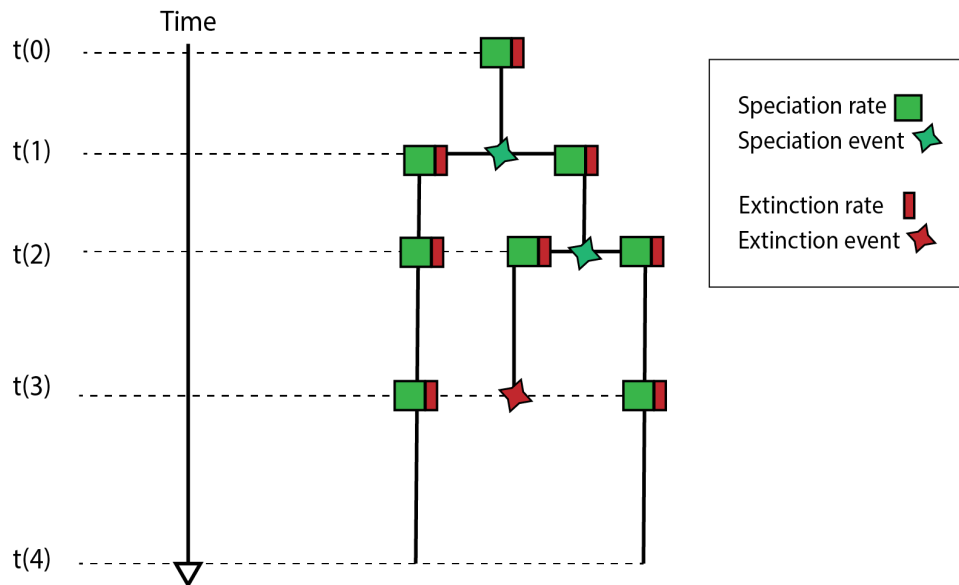 Time
t(0)
t(1)
t(2)
t(3)
t(4)
Speciation rate
Speciation event
Extinction rate
Extinction event